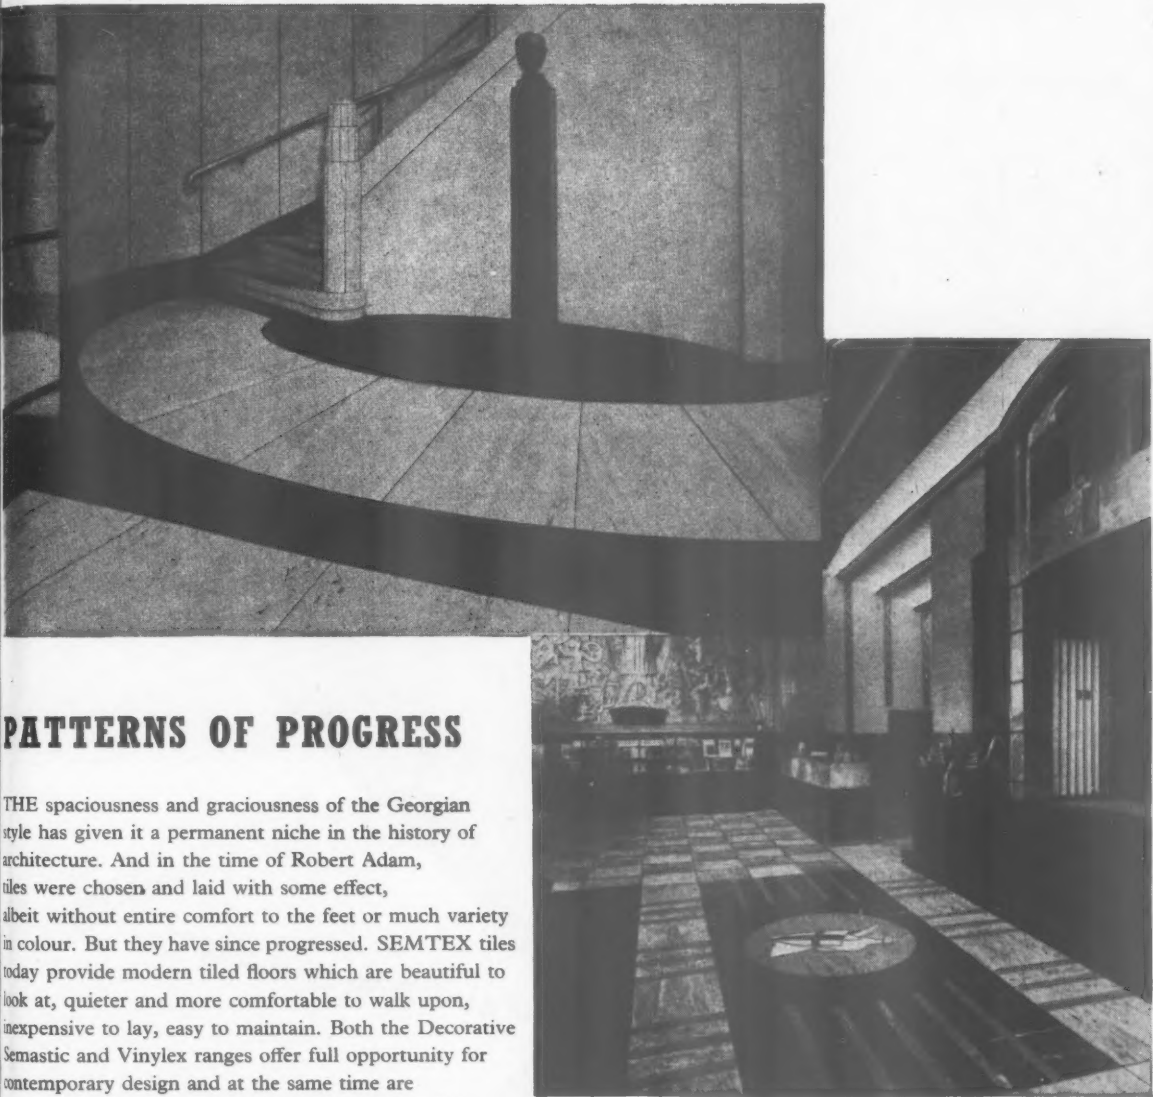 PATTERNS OF PROGRESS
THE spaciousness and graciousness of the Georgian
style has given it a permanent niche in the history of
architecture. And in the time of Robert Adam,
tiles were chosen and laid with some effect,
albeit without entire comfort to the feet or much variety
in colour. But they have since progressed. SEMTEX tiles
today provide modern tiled floors which are beautiful to
look at, quieter and more comfortable to walk upon,
inexpensive to lay, easy to maintain. Both the Decorative
Semastic and Vinylex ranges offer full opportunity for
contemporary design and at the same time are